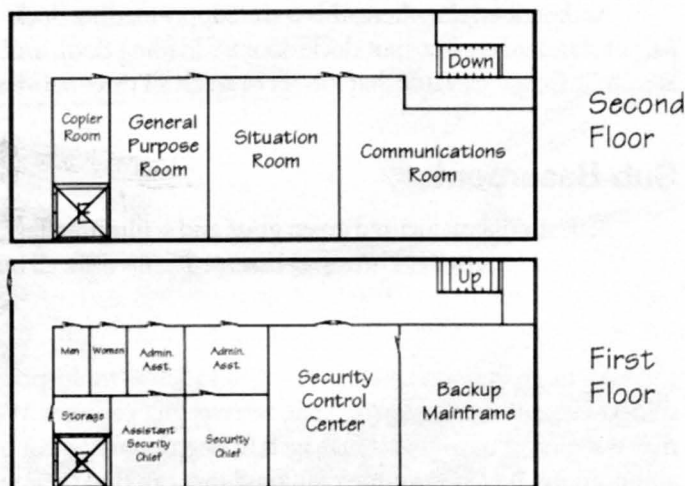 Down
Copier
Room
General
Purpose
Room
Situation
Room
Communications
Room
E
Second
Floor
Up
Men
Women
Admin.
Asst.
Admin.
Asst.
Security
Control
Center
Backup
Mainframe
Storage
Assistant
Security
Chief
Security
Chief
E
First
Floor